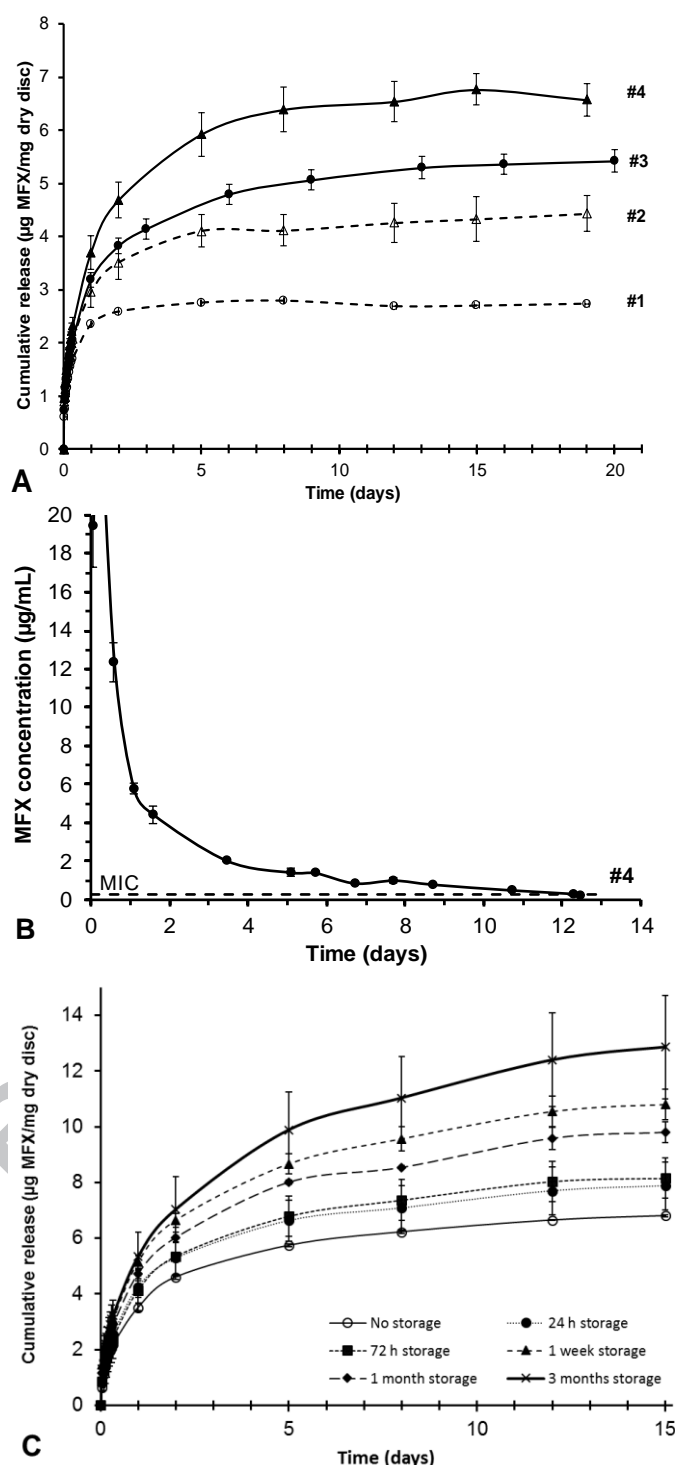 8
7
6
5
4
3
2
1
0
Cumulative release (µg MFX/mg dry disc)
#4
#3
#2
#1
0 5 10 15 20
Time (days)
A
20
18
16
14
12
10
8
6
4
2
0
MFX concentration (µg/mL)
MIC
#4
0 2 4 6 8 10 12 14
Time (days)
B
14
12
10
8
6
4
2
0
Cumulative release (µg MFX/mg dry disc)
No storage 24 h storage
72 h storage 1 week storage
1 month storage 3 months storage
0 5 10 15
Time (days)
C